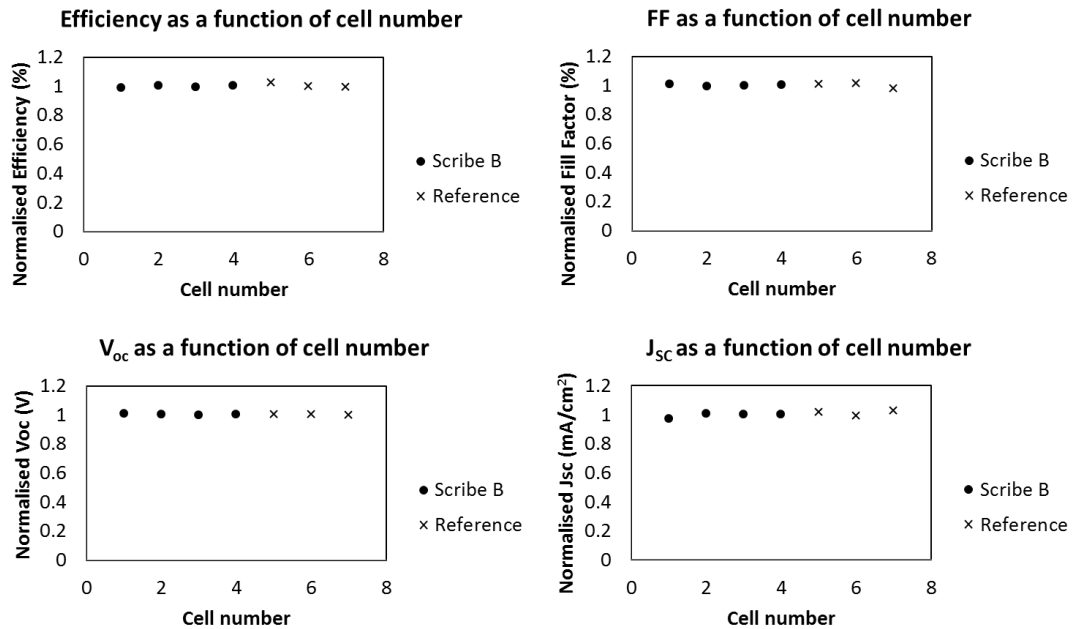 Efficiency as a function of cell number
Normalised Efficiency (%)
1.2
1
0.8
0.6
0.4
0.2
0
0 2 4 6 8
Cell number
Scribe B
Reference
FF as a function of cell number
Normalised Fill Factor (%)
1.2
1
0.8
0.6
0.4
0.2
0
0 2 4 6 8
Cell number
Scribe B
Reference
Voc as a function of cell number
Normalised Voc (V)
1.2
1
0.8
0.6
0.4
0.2
0
0 2 4 6 8
Cell number
Scribe B
Reference
JSC as a function of cell number
Normalised Jsc (mA/cm²)
1.2
1
0.8
0.6
0.4
0.2
0
0 2 4 6 8
Cell number
Scribe B
Reference